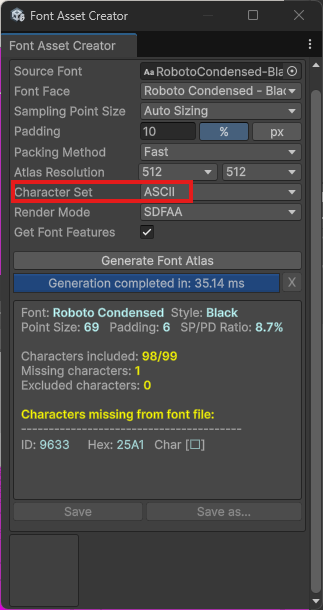 Font Asset Creator
Font Asset Creator
Source Font RobotoCondensed-Bla
Font Face Roboto Condensed - Blac
Sampling Point Size Auto Sizing
Padding 10 % px
Packing Method Fast
Atlas Resolution 512 512
Character Set ASCII
Render Mode SDFAA
Get Font Features
Generate Font Atlas
Generation completed in: 35.14 ms X
Font: Roboto Condensed Style: Black
Point Size: 69 Padding: 6 SP/PD Ratio: 8.7%
Characters included: 98/99
Missing characters: 1
Excluded characters: 0
Characters missing from font file:
----------------------------------------
ID: 9633 Hex: 25A1 Char [□]
Save Save as...